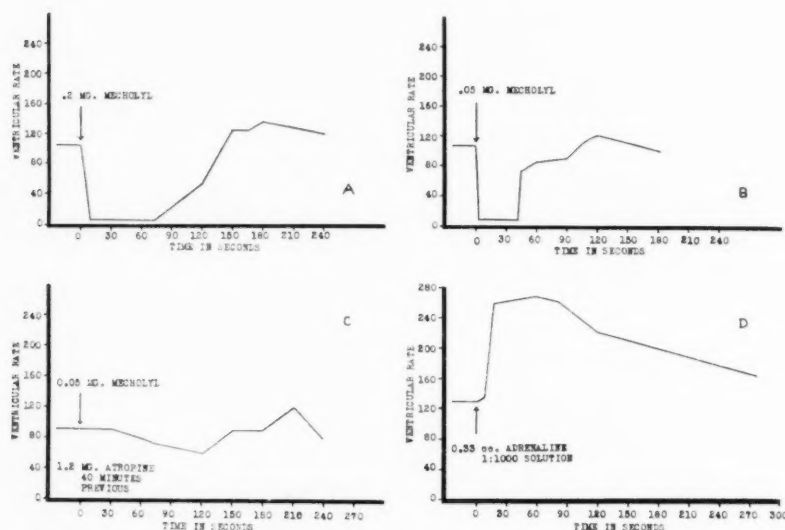 240
200
160
120
80
40
0
VENTRICULAR RATE
.2 MG. MECHOLYL
A
0 30 60 90 120 150 180 210 240
TIME IN SECONDS
240
200
160
120
80
40
0
VENTRICULAR RATE
.05 MG. MECHOLYL
B
0 30 60 90 120 150 180 210 240
TIME IN SECONDS
240
200
160
120
80
40
0
VENTRICULAR RATE
0.05 MG. MECHOLYL
1.2 MG. ATROPINE
40 MINUTES
PREVIOUS
C
0 30 60 90 120 150 180 210 240 270
TIME IN SECONDS
280
240
200
160
120
80
40
0
VENTRICULAR RATE
0.33 cc. ADRENALINE
1:1000 SOLUTION
D
0 30 60 90 120 150 180 210 240 270 300
TIME IN SECONDS